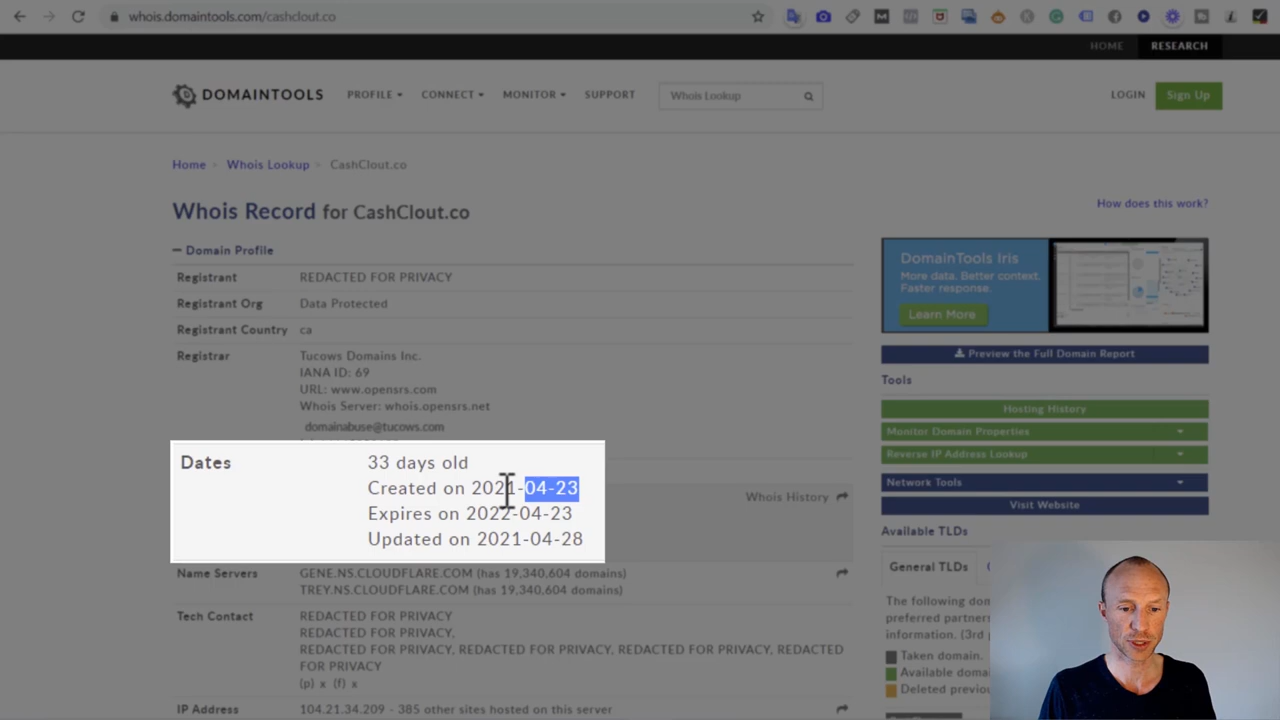 whois.domaintools.com/cashclout.co
HOME
RESEARCH
DOMAINTOOLS
PROFILE
CONNECT
MONITOR
SUPPORT
Whois Lookup
LOGIN
Sign Up
Home > Whois Lookup > CashClout.co
Whois Record for CashClout.co
How does this work?
Domain Profile
Registrant REDACTED FOR PRIVACY
Registrant Org Data Protected
Registrant Country ca
Registrar Tucows Domains Inc.
IANA ID: 69
URL: www.opensrs.com
Whois Server: whois.opensrs.net
domainabuse@tucows.com
Dates 33 days old
Created on 2021-04-23
Expires on 2022-04-23
Updated on 2021-04-28
Whois History
Name Servers GENE.NS.CLOUDFLARE.COM (has 19,340,604 domains)
TREY.NS.CLOUDFLARE.COM (has 19,340,604 domains)
Tech Contact REDACTED FOR PRIVACY
REDACTED FOR PRIVACY,
REDACTED FOR PRIVACY, REDACTED FOR PRIVACY, REDACTED FOR PRIVACY, REDACTED
FOR PRIVACY
(p) x (f) x
IP Address 104.21.34.209 - 385 other sites hosted on this server
DomainTools Iris
More data. Better context.
Faster response.
Learn More
Preview the Full Domain Report
Tools
Hosting History
Monitor Domain Properties
Reverse IP Address Lookup
Network Tools
Visit Website
Available TLDs
General TLDs
The following
preferred partner
information. (3rd
Taken domain.
Available domain
Deleted